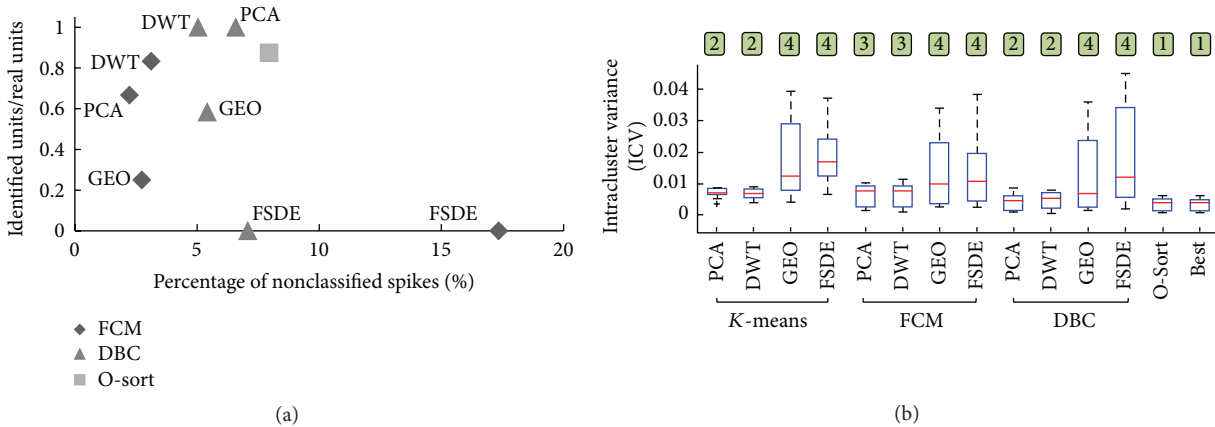 (a)
Identified units/real units
1
0.8
0.6
0.4
0.2
0
DWT
PCA
DWT
PCA
GEO
GEO
FSDE
FSDE
0
5
10
15
20
Percentage of nonclassified spikes (%)
FCM
DBC
O-sort
(a)
2 2 4 4 3 3 4 4 2 2 4 4 1 1
Intracluster variance
(ICV)
0.04
0.03
0.02
0.01
0
PCA
DWT
GEO
FSDE
PCA
DWT
GEO
FSDE
PCA
DWT
GEO
FSDE
O-Sort
Best
K-means
FCM
DBC
(b)